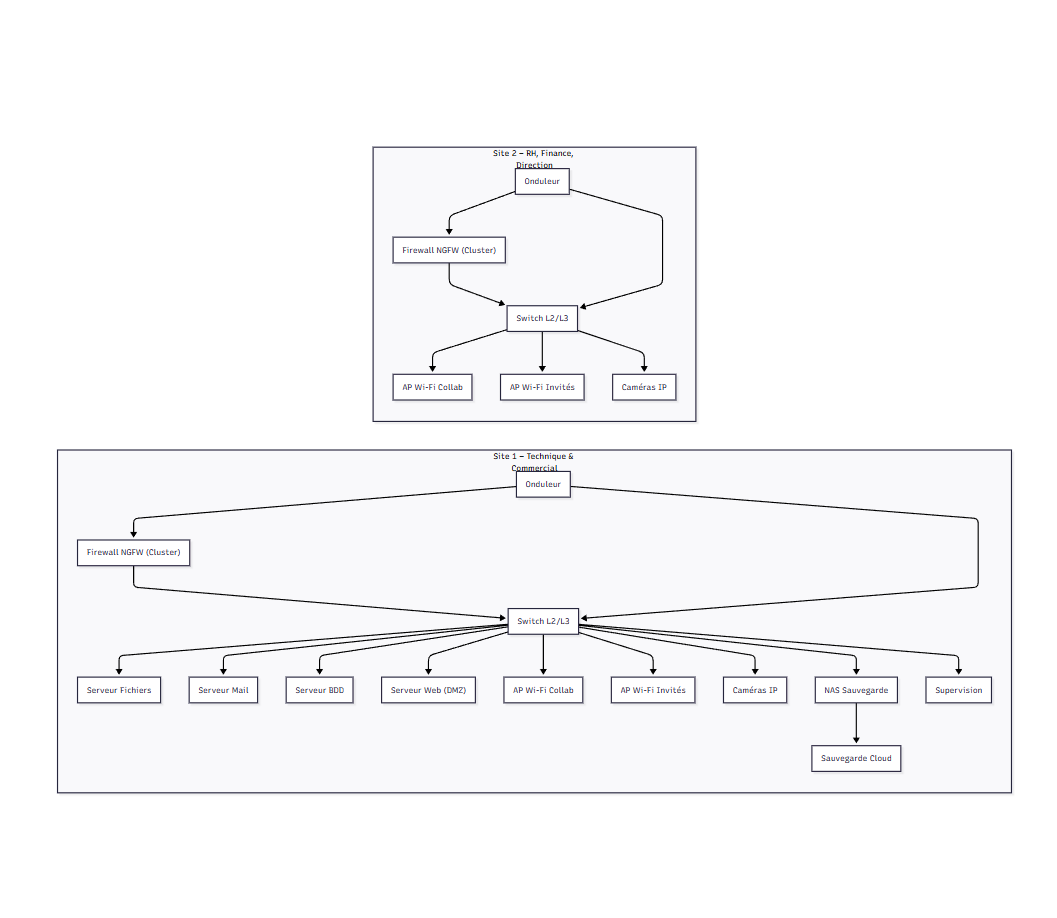 Site 2 – RH, Finance,
Direction
Onduleur
Firewall NGFW (Cluster)
Switch L2/L3
AP Wi-Fi Collab
AP Wi-Fi Invités
Caméras IP
Site 1 – Technique &
Commercial
Onduleur
Firewall NGFW (Cluster)
Switch L2/L3
Serveur Fichiers
Serveur Mail
Serveur BDD
Serveur Web (DMZ)
AP Wi-Fi Collab
AP Wi-Fi Invités
Caméras IP
NAS Sauvegarde
Supervision
Sauvegarde Cloud